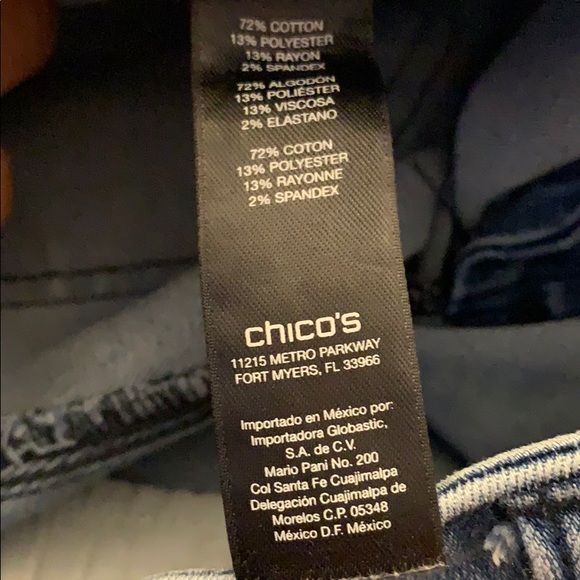 72% COTTON
13% POLYESTER
13% RAYON
2% SPANDEX
72% ALGODÓN
13% POLIÉSTER
13% VISCOSA
2% ELASTANO
72% COTON
13% POLYESTER
13% RAYONNE
2% SPANDEX
chico's
11215 METRO PARKWAY
FORT MYERS, FL 33966
Importado en México por:
Importadora Globastic,
S.A. de C.V.
Mario Pani No. 200
Col Santa Fe Cuajimalpa
Delegación Cuajimalpa de
Morelos C.P. 05348
México D.F. México